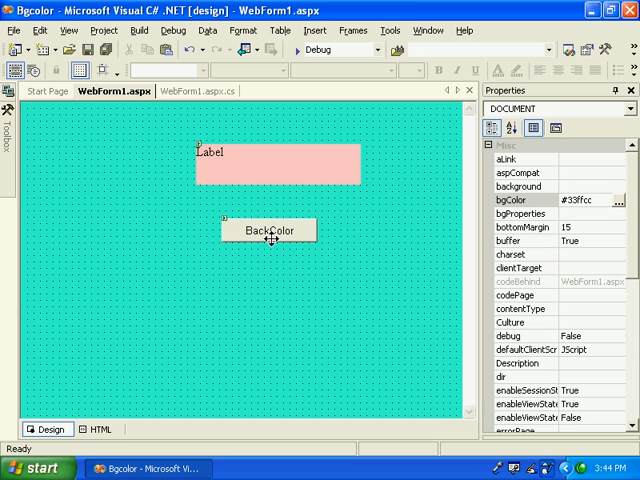 Bgcolor - Microsoft Visual C# .NET [design] - WebForm1.aspx
File Edit View Project Build Debug Data Format Table Insert Frames Tools Window Help
Debug
B I U
Start Page WebForm1.aspx WebForm1.aspx.cs
Toolbox
Label
BackColor
Properties
DOCUMENT
Misc
aLink
aspCompat
background
bgColor #33ffcc ...
bgProperties
bottomMargin 15
buffer True
charset
clientTarget
codeBehind WebForm1.aspx
codePage
contentType
Culture
debug False
defaultClientScr JScript
Description
dir
enableSessionSt True
enableViewState True
enableViewState False
errorPage
Design HTML
Ready
start Bgcolor - Microsoft Vi... 3:44 PM